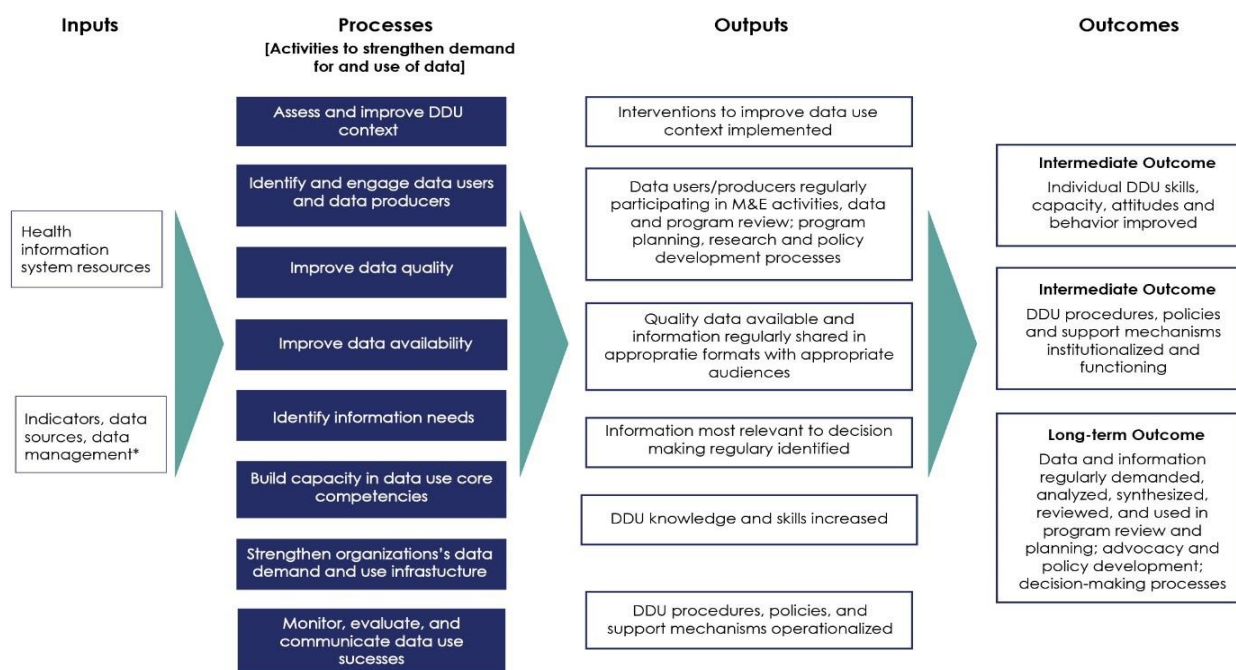 Inputs
Processes
[Activities to strengthen demand
for and use of data]
Outputs
Outcomes
Health
information
system resources
Indicators, data
sources, data
management*
Assess and improve DDU
context
Identify and engage data users
and data producers
Improve data quality
Improve data availability
Identify information needs
Build capacity in data use core
competencies
Strengthen organizations's data
demand and use infrastucture
Monitor, evaluate, and
communicate data use
sucesses
Interventions to improve data use
context implemented
Data users/producers regularly
participating in M&E activities, data
and program review; program
planning, research and policy
development processes
Quality data available and
information regularly shared in
appropratie formats with appropriate
audiences
Information most relevant to decision
making regulary identified
DDU knowledge and skills increased
DDU procedures, policies, and
support mechanisms operationalized
Intermediate Outcome
Individual DDU skills,
capacity, attitudes and
behavior improved
Intermediate Outcome
DDU procedures, policies
and support mechanisms
institutionalized and
functioning
Long-term Outcome
Data and information
regularly demanded,
analyzed, synthesized,
reviewed, and used in
program review and
planning; advocacy and
policy development;
decision-making processes